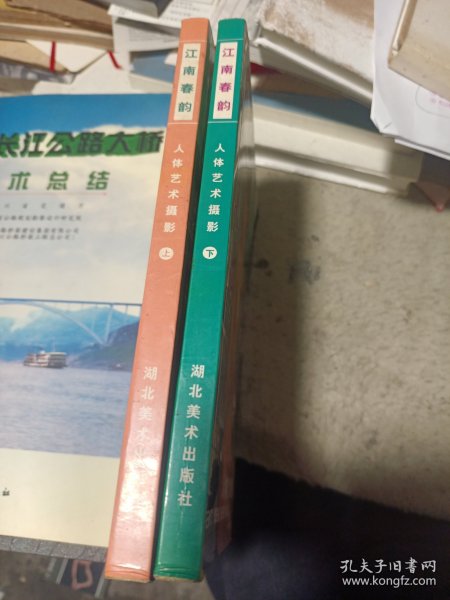 江南春韵
人体艺术摄影
上
湖北美术
江南春韵
人体艺术摄影
下
湖北美术出版社
长江公路大桥
术总结
孔夫子旧书网
www.kongfz.com